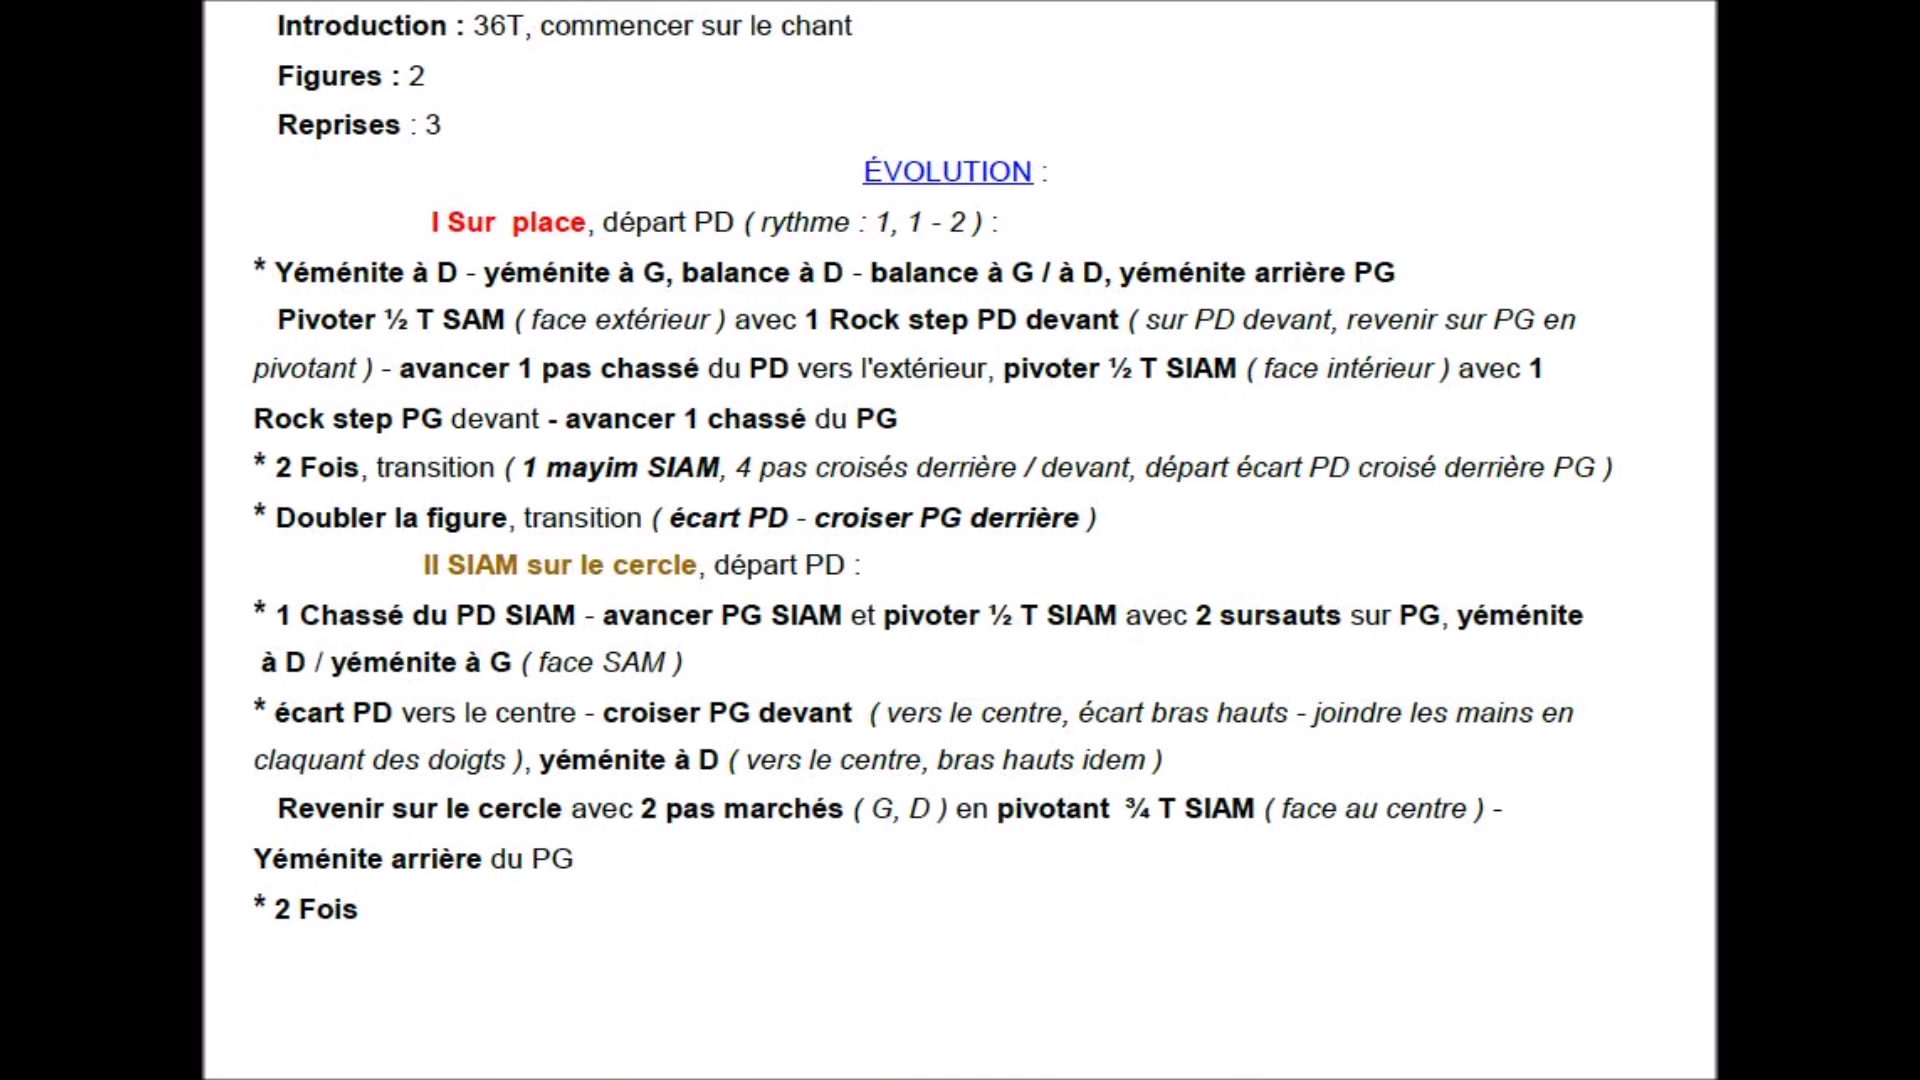 Introduction : 36T, commencer sur le chant
Figures : 2
Reprises : 3
ÉVOLUTION :
I Sur place, départ PD ( rythme : 1, 1 - 2 ) :
* Yéménite à D - yéménite à G, balance à D - balance à G / à D, yéménite arrière PG
Pivoter ½ T SAM ( face extérieur ) avec 1 Rock step PD devant ( sur PD devant, revenir sur PG en
pivotant ) - avancer 1 pas chassé du PD vers l'extérieur, pivoter ½ T SIAM ( face intérieur ) avec 1
Rock step PG devant - avancer 1 chassé du PG
* 2 Fois, transition ( 1 mayim SIAM, 4 pas croisés derrière / devant, départ écart PD croisé derrière PG )
* Doubler la figure, transition ( écart PD - croiser PG derrière )
II SIAM sur le cercle, départ PD :
* 1 Chassé du PD SIAM - avancer PG SIAM et pivoter ½ T SIAM avec 2 sursauts sur PG, yéménite
à D / yéménite à G ( face SAM )
* écart PD vers le centre - croiser PG devant ( vers le centre, écart bras hauts - joindre les mains en
claquant des doigts ), yéménite à D ( vers le centre, bras hauts idem )
Revenir sur le cercle avec 2 pas marchés ( G, D ) en pivotant ¾ T SIAM ( face au centre ) -
Yéménite arrière du PG
* 2 Fois